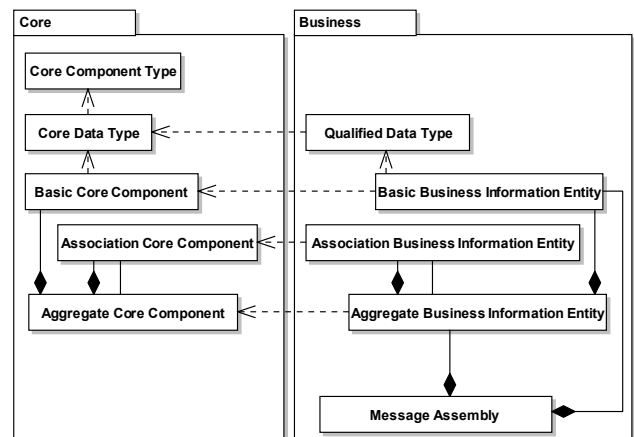 Core
Business
Core Component Type
Core Data Type
Qualified Data Type
Basic Core Component
Basic Business Information Entity
Association Core Component
Association Business Information Entity
Aggregate Core Component
Aggregate Business Information Entity
Message Assembly